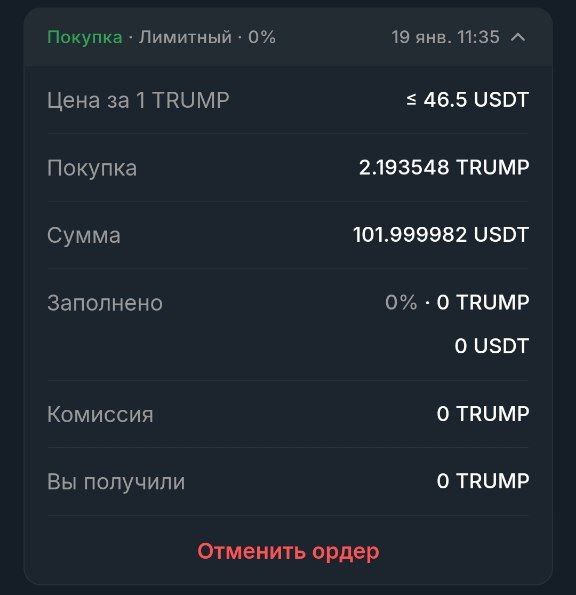 Покупка · Лимитный · 0% 19 янв. 11:35
Цена за 1 TRUMP ≤ 46.5 USDT
Покупка 2.193548 TRUMP
Сумма 101.999982 USDT
Заполнено 0% · 0 TRUMP
0 USDT
Комиссия 0 TRUMP
Вы получили 0 TRUMP
Отменить ордер